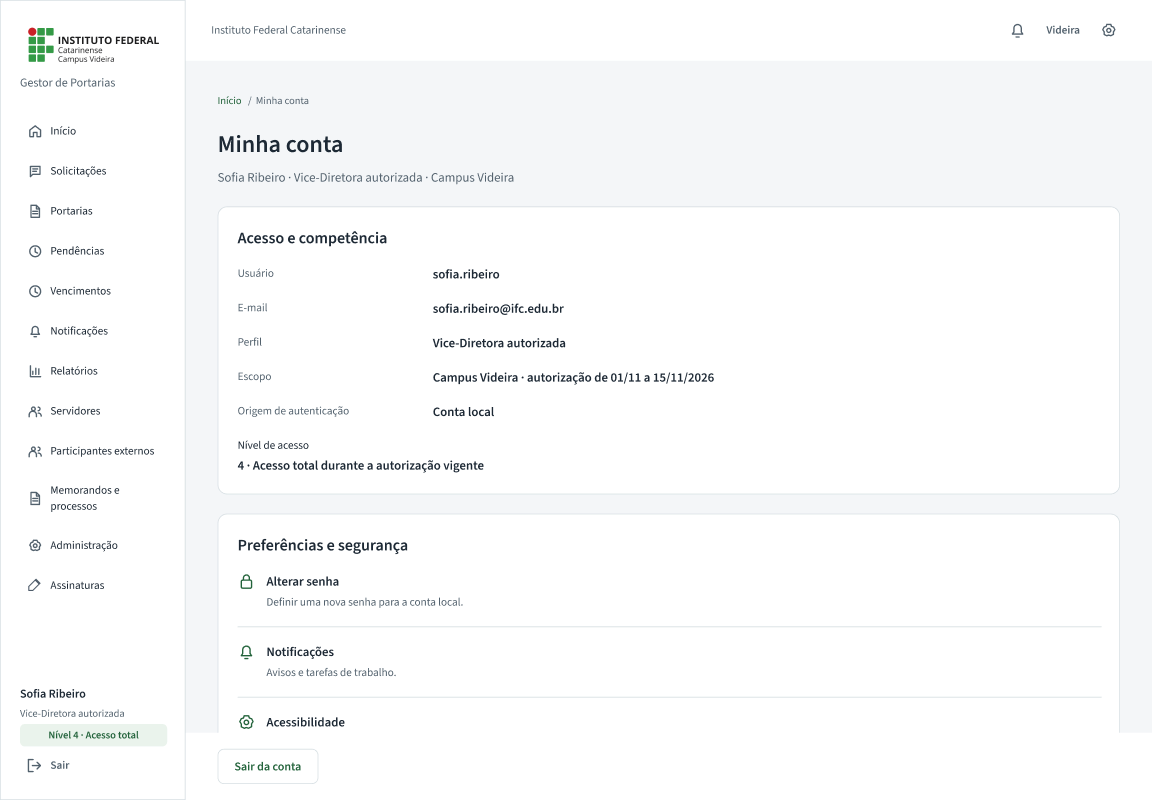 INSTITUTO FEDERAL
Catarinense
Campus Videira
Gestor de Portarias
Início
Solicitações
Portarias
Pendências
Vencimentos
Notificações
Relatórios
Servidores
Participantes externos
Memorandos e
processos
Administração
Assinaturas
Sofia Ribeiro
Vice-Diretora autorizada
Nível 4 · Acesso total
Sair
Instituto Federal Catarinense
Videira
Início / Minha conta
Minha conta
Sofia Ribeiro · Vice-Diretora autorizada · Campus Videira
Acesso e competência
Usuário sofia.ribeiro
E-mail sofia.ribeiro@ifc.edu.br
Perfil Vice-Diretora autorizada
Escopo Campus Videira · autorização de 01/11 a 15/11/2026
Origem de autenticação Conta local
Nível de acesso
4 · Acesso total durante a autorização vigente
Preferências e segurança
Alterar senha
Definir uma nova senha para a conta local.
Notificações
Avisos e tarefas de trabalho.
Acessibilidade
Sair da conta